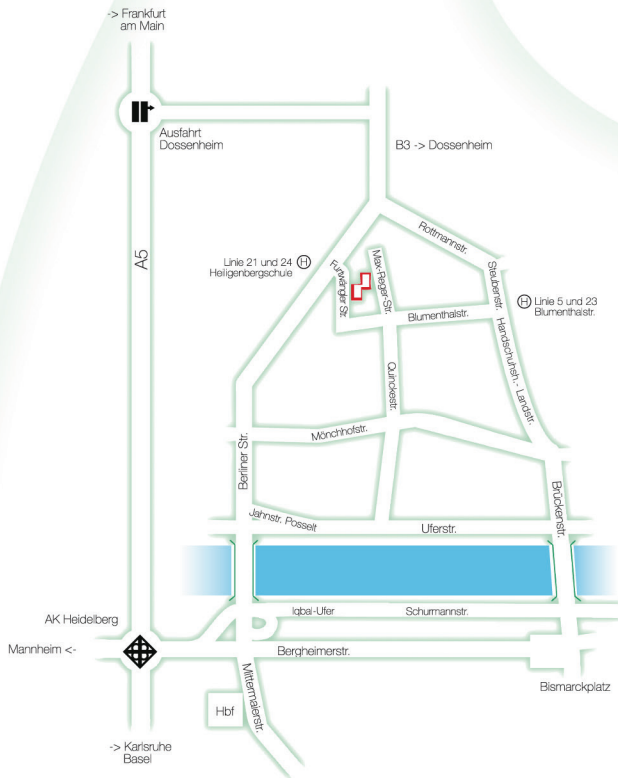 -> Frankfurt
am Main
Ausfahrt
Dossenheim
B3 -> Dossenheim
A5
Rottmannstr.
Linie 21 und 24
Heiligenbergschule
H
Furtwängler Str.
Max-Reger-Str.
Steubenstr.
H
Linie 5 und 23
Blumenthalstr.
Blumenthalstr.
Handschuhsh.- Landstr.
Quinckestr.
Mönchhofstr.
Berliner Str.
Brückenstr.
Jahnstr. Posselt
Uferstr.
Iqbal-Ufer
Schurmannstr.
AK Heidelberg
Mannheim <-
Bergheimerstr.
Mittermaierstr.
Bismarckplatz
Hbf
-> Karlsruhe
Basel